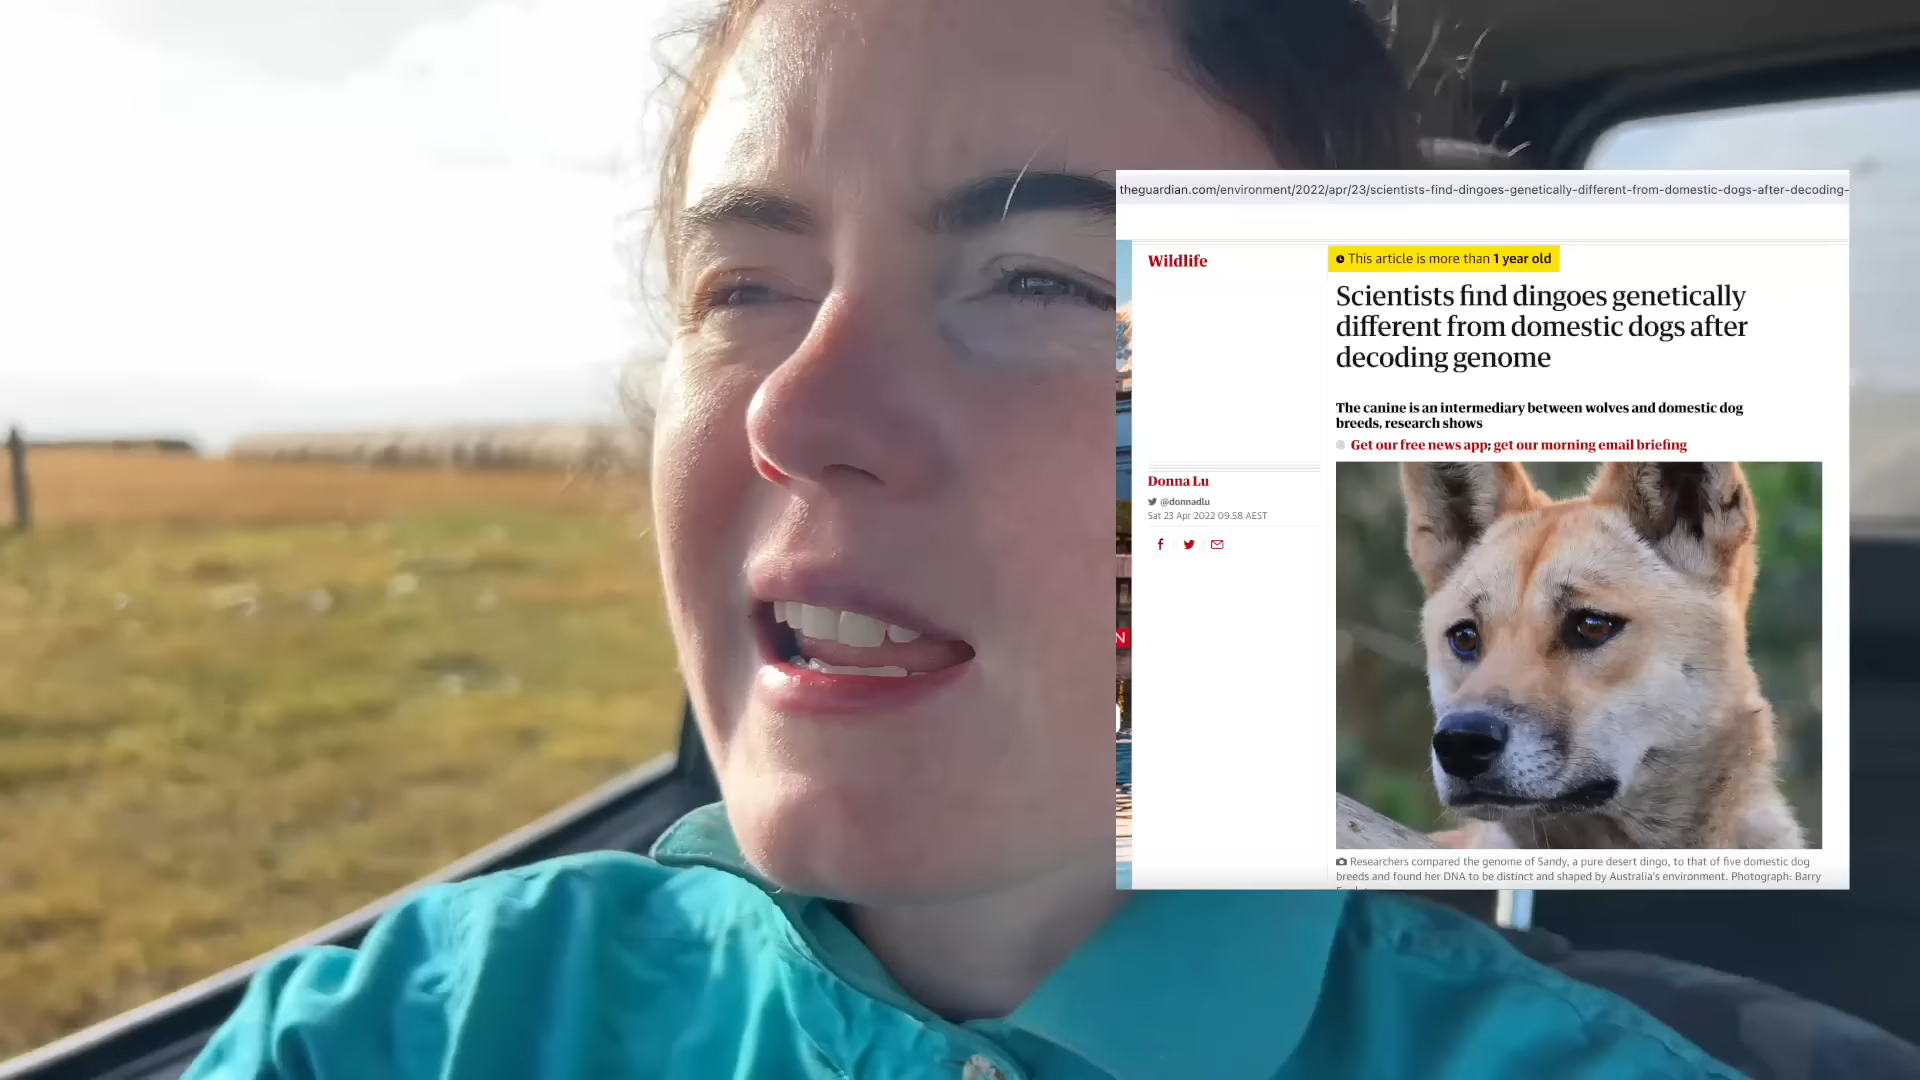 theguardian.com/environment/2022/apr/23/scientists-find-dingoes-genetically-different-from-domestic-dogs-after-decoding-
Wildlife
This article is more than 1 year old
Scientists find dingoes genetically
different from domestic dogs after
decoding genome
The canine is an intermediary between wolves and domestic dog
breeds, research shows
Get our free news app; get our morning email briefing
Donna Lu
@donnadlu
Sat 23 Apr 2022 09.58 AEST
N
Researchers compared the genome of Sandy, a pure desert dingo, to that of five domestic dog
breeds and found her DNA to be distinct and shaped by Australia's environment. Photograph: Barry